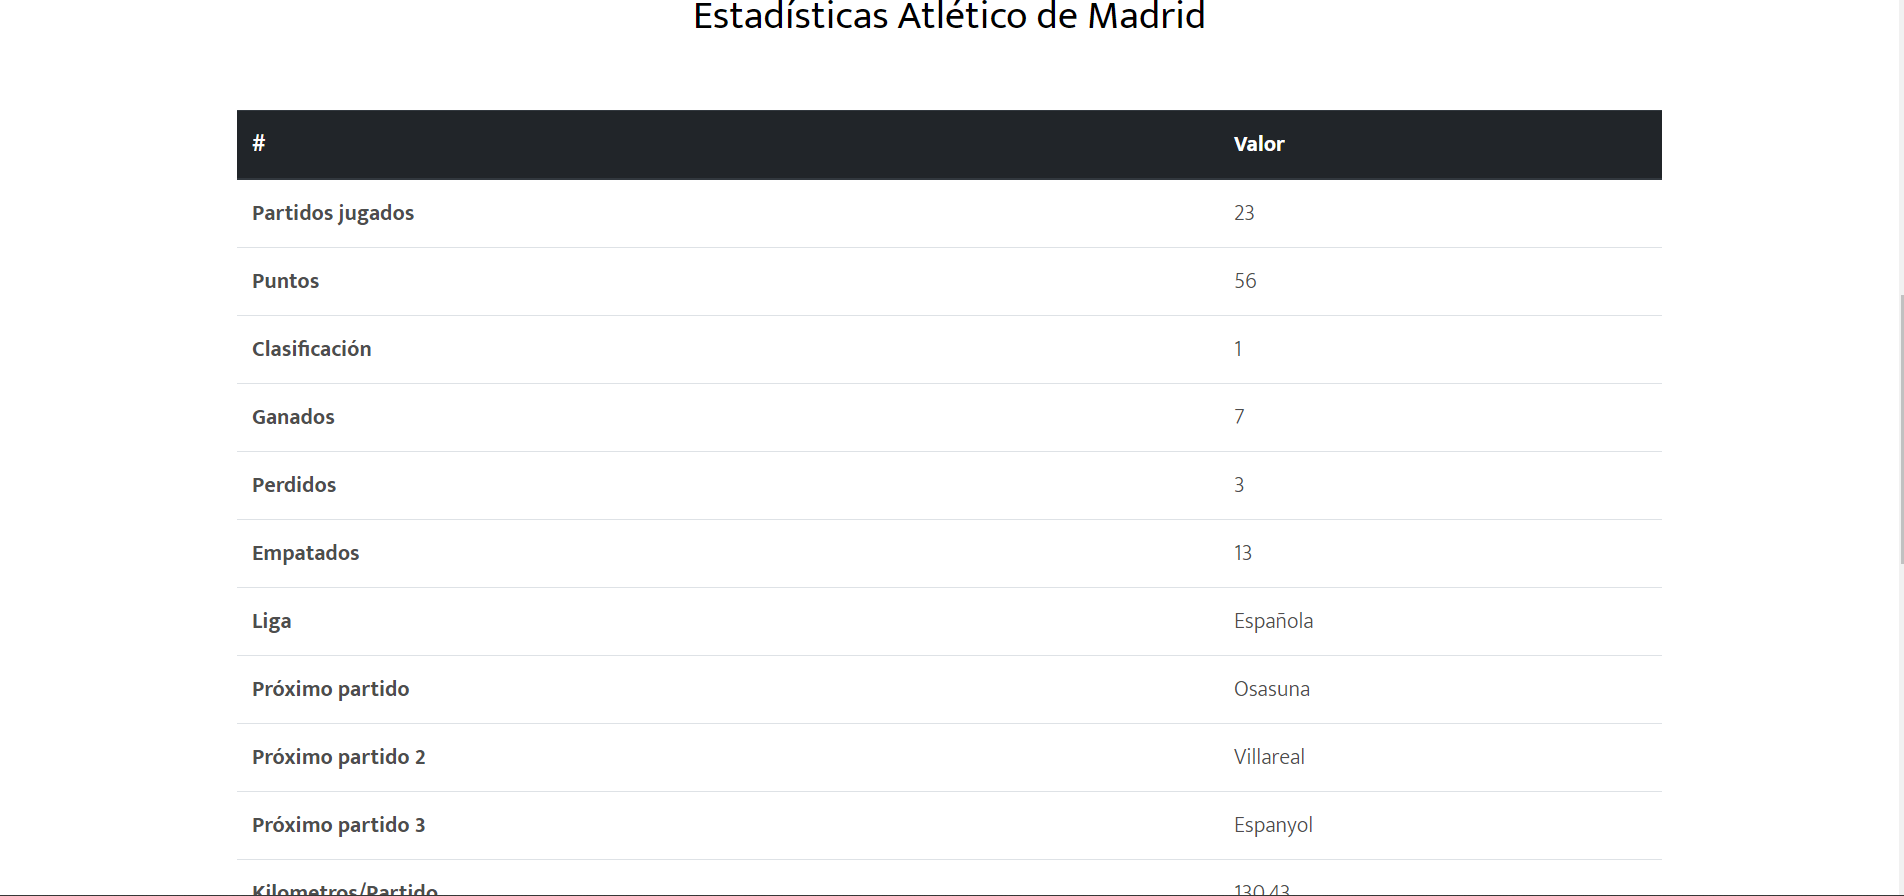 Estadísticas Atlético de Madrid
# Valor
Partidos jugados 23
Puntos 56
Clasificación 1
Ganados 7
Perdidos 3
Empatados 13
Liga Española
Próximo partido Osasuna
Próximo partido 2 Villareal
Próximo partido 3 Espanyol
Kilometros/Partido 130.43